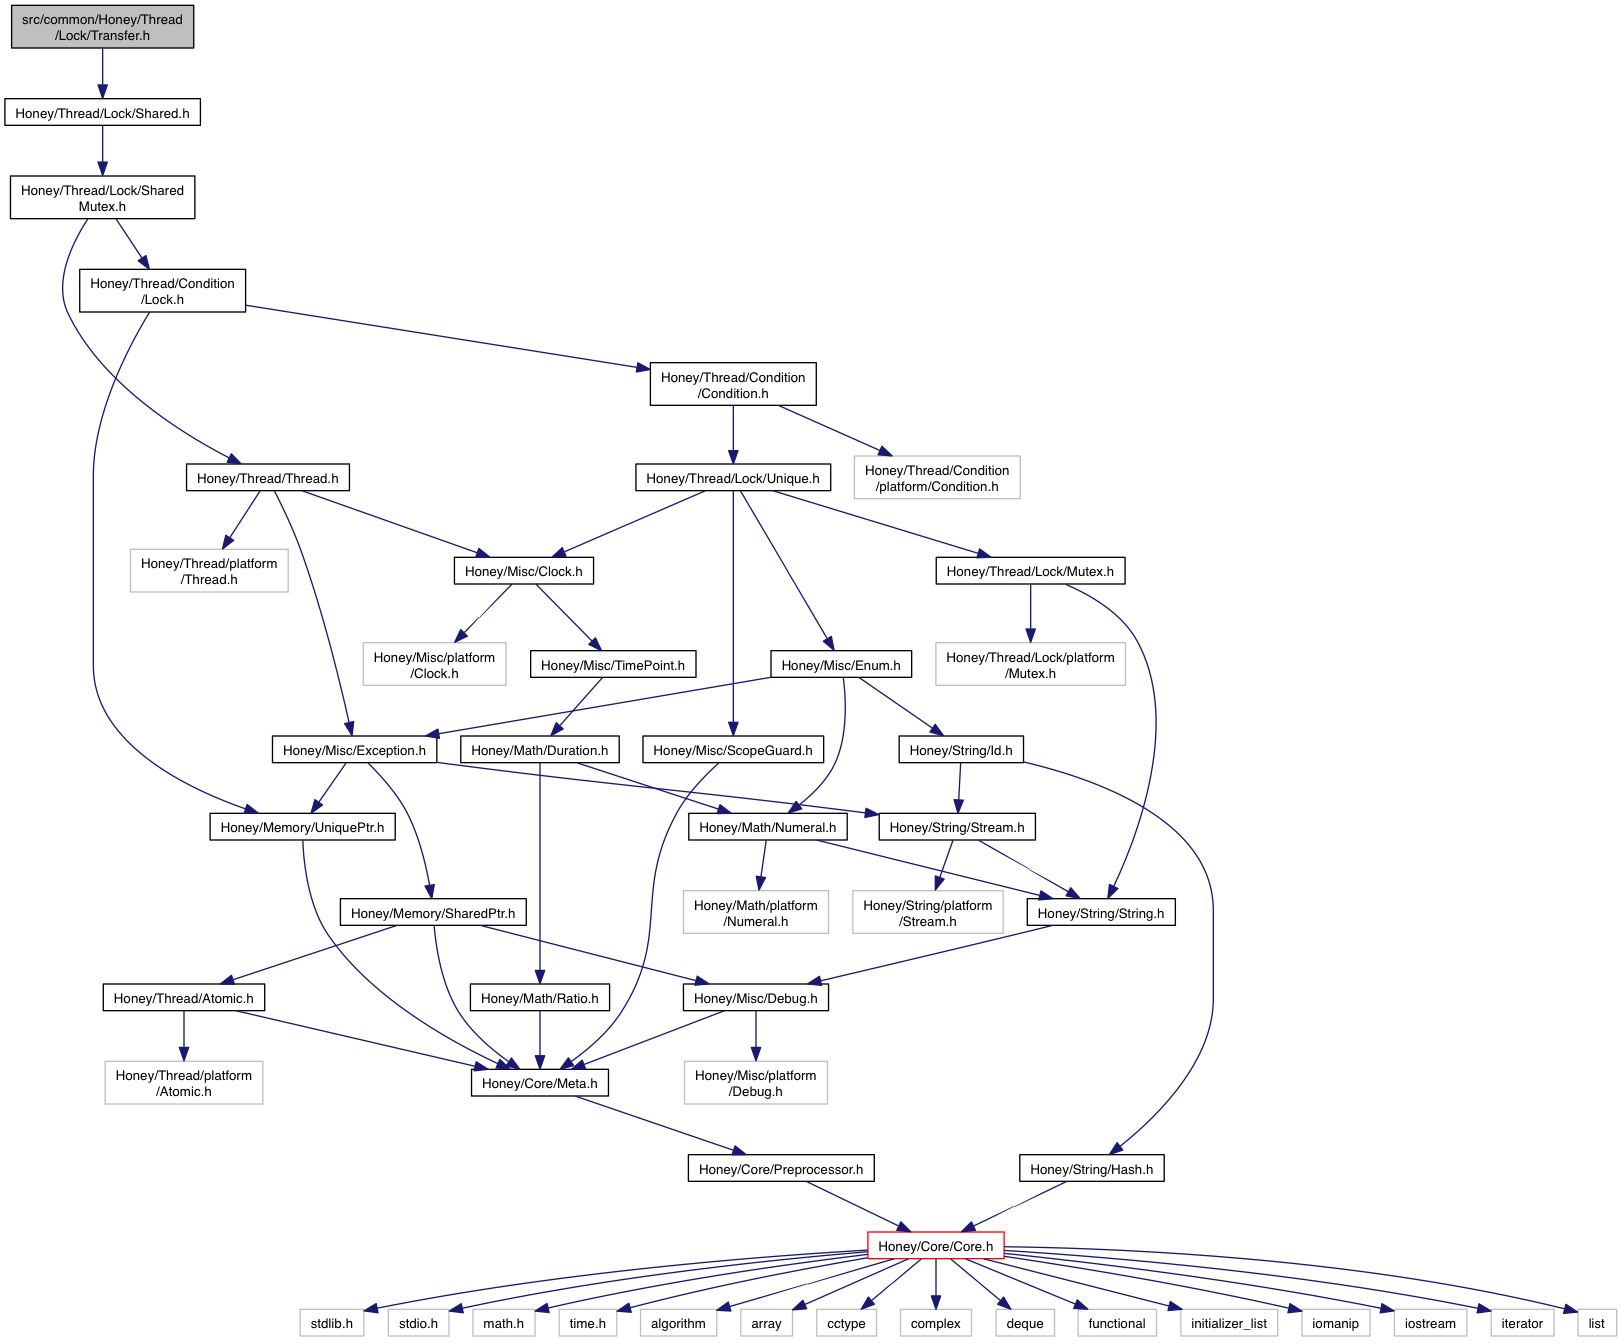 src/common/Honey/Thread
/Lock/Transfer.h
Honey/Thread/Lock/Shared.h
Honey/Thread/Lock/Shared
Mutex.h
Honey/Thread/Condition
/Lock.h
Honey/Thread/Condition
/Condition.h
Honey/Thread/Thread.h
Honey/Thread/Lock/Unique.h
Honey/Thread/Condition
/platform/Condition.h
Honey/Thread/platform
/Thread.h
Honey/Misc/Clock.h
Honey/Thread/Lock/Mutex.h
Honey/Misc/platform
/Clock.h
Honey/Misc/TimePoint.h
Honey/Misc/Enum.h
Honey/Thread/Lock/platform
/Mutex.h
Honey/Misc/Exception.h
Honey/Math/Duration.h
Honey/Misc/ScopeGuard.h
Honey/String/Id.h
Honey/Memory/UniquePtr.h
Honey/Math/Numeral.h
Honey/String/Stream.h
Honey/Memory/SharedPtr.h
Honey/Math/platform
/Numeral.h
Honey/String/platform
/Stream.h
Honey/String/String.h
Honey/Thread/Atomic.h
Honey/Math/Ratio.h
Honey/Misc/Debug.h
Honey/Thread/platform
/Atomic.h
Honey/Core/Meta.h
Honey/Misc/platform
/Debug.h
Honey/Core/Preprocessor.h
Honey/String/Hash.h
Honey/Core/Core.h
stdlib.h
stdio.h
math.h
time.h
algorithm
array
cctype
complex
deque
functional
initializer_list
iomanip
iostream
iterator
list